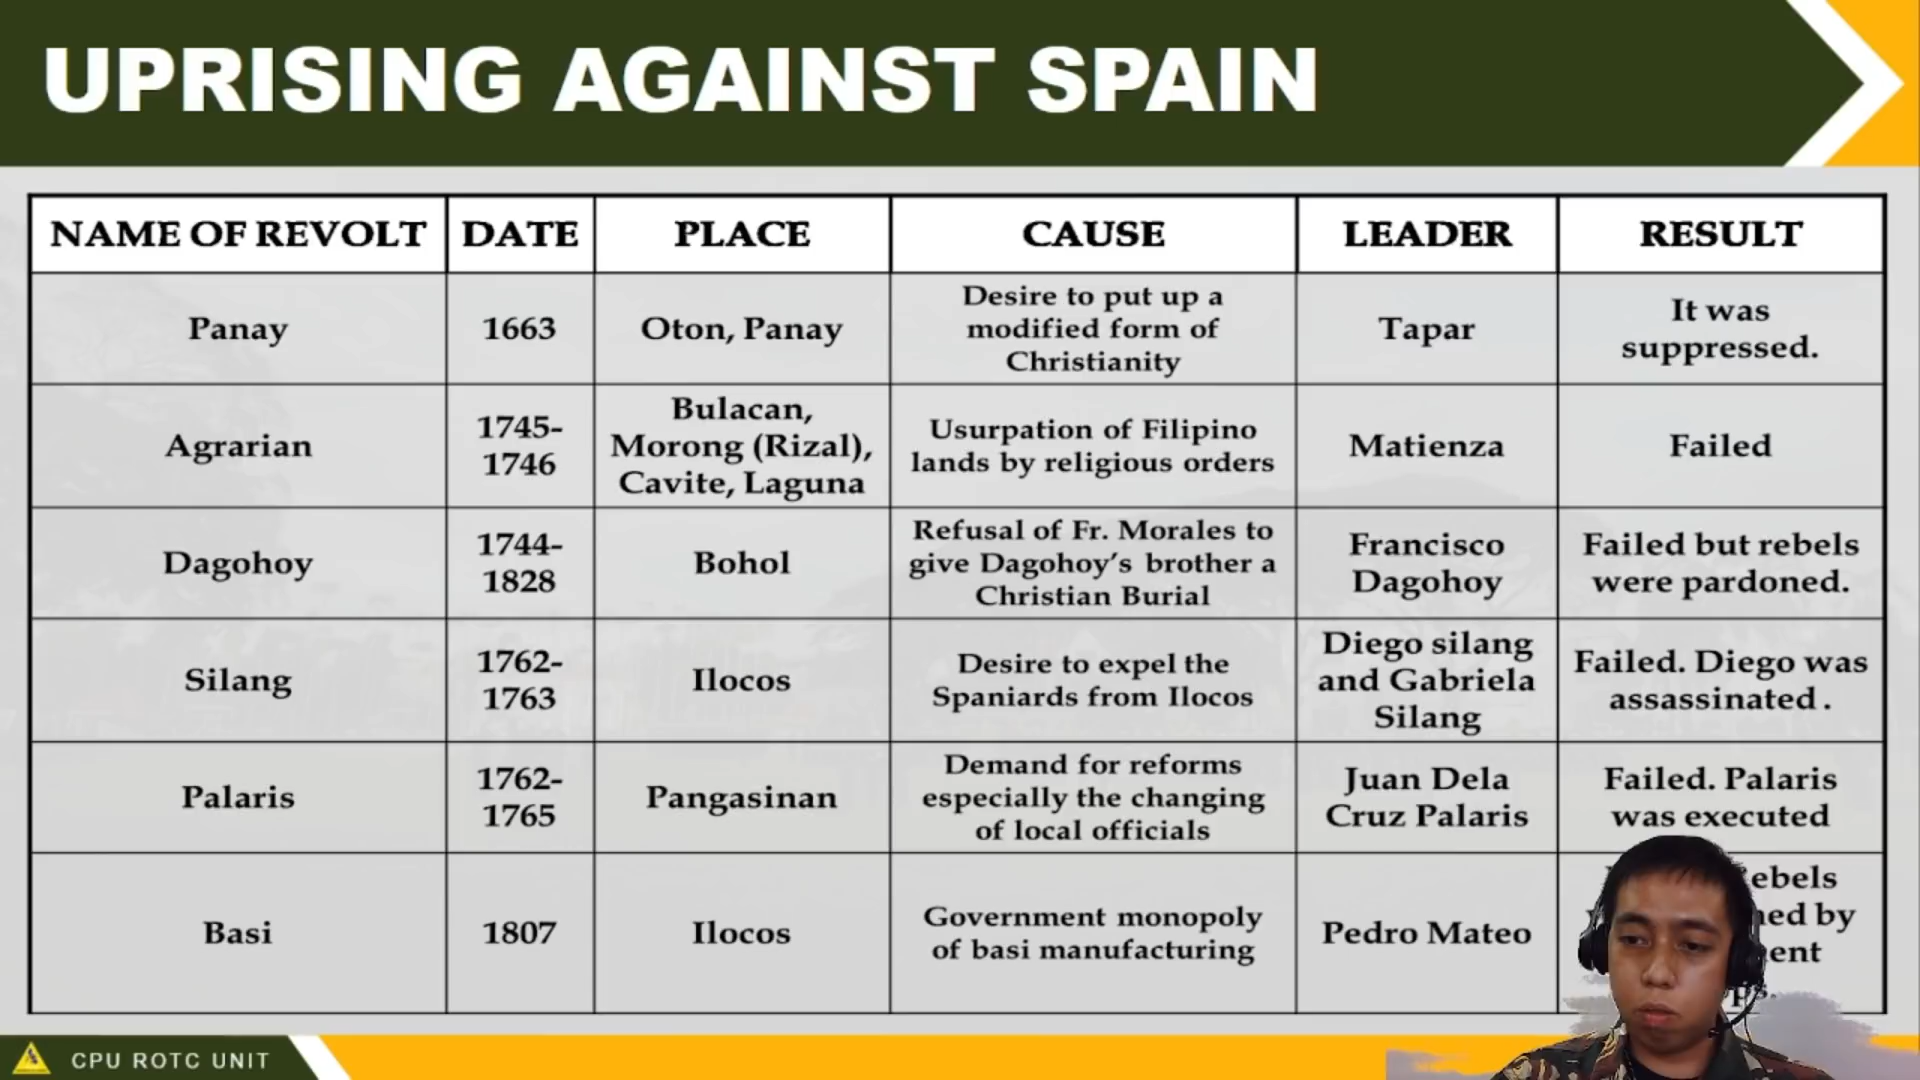 UPRISING AGAINST SPAIN
NAME OF REVOLT DATE PLACE CAUSE LEADER RESULT
Panay 1663 Oton, Panay Desire to put up a
modified form of
Christianity Tapar It was
suppressed.
Agrarian 1745-
1746 Bulacan,
Morong (Rizal),
Cavite, Laguna Usurpation of Filipino
lands by religious orders Matienza Failed
Dagohoy 1744-
1828 Bohol Refusal of Fr. Morales to
give Dagohoy's brother a
Christian Burial Francisco
Dagohoy Failed but rebels
were pardoned.
Silang 1762-
1763 Ilocos Desire to expel the
Spaniards from Ilocos Diego silang
and Gabriela
Silang Failed. Diego was
assassinated.
Palaris 1762-
1765 Pangasinan Demand for reforms
especially the changing
of local officials Juan Dela
Cruz Palaris Failed. Palaris
was executed
Basi 1807 Ilocos Government monopoly
of basi manufacturing Pedro Mateo
by
CPU ROTC UNIT